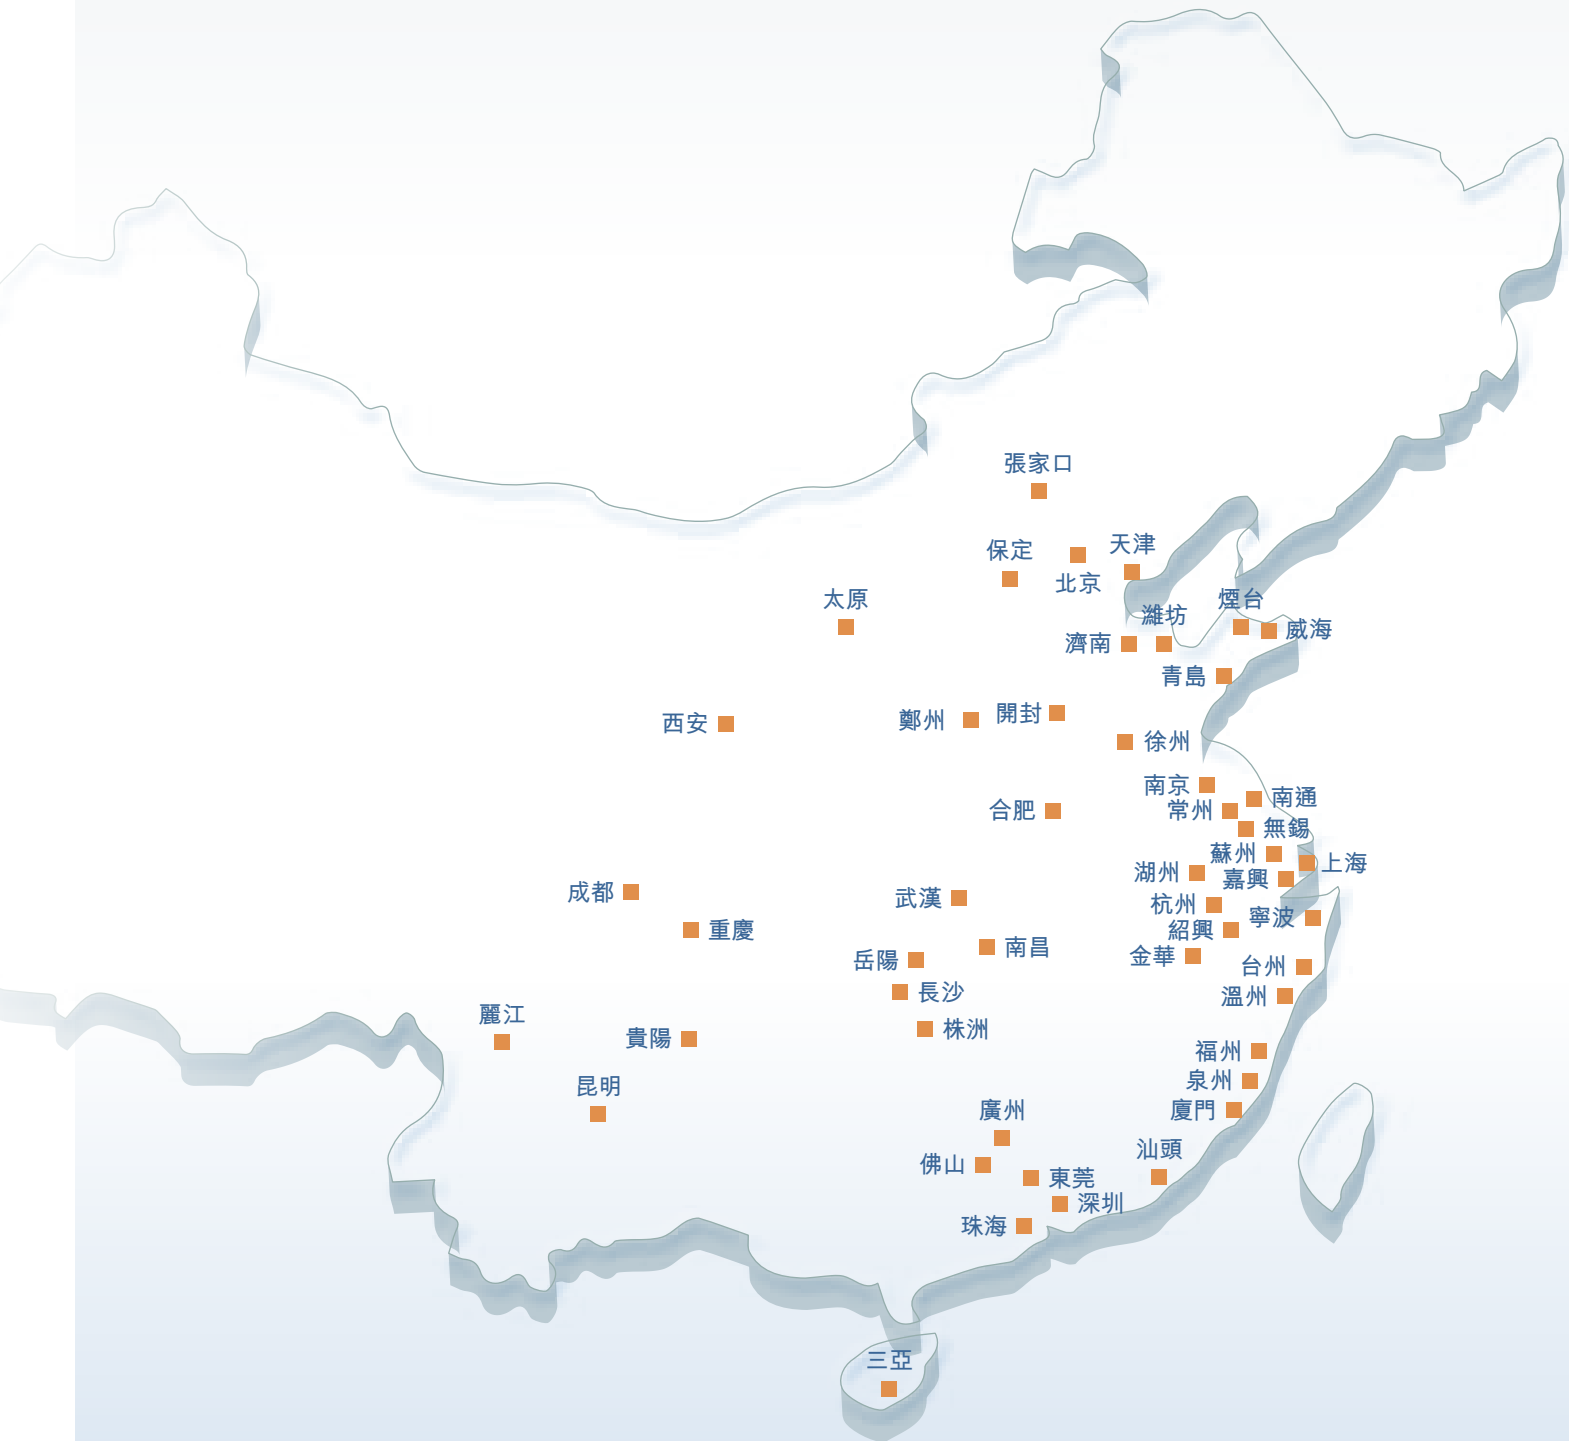 張家口
天津
保定
北京
太原
煙台
濰坊
威海
濟南
青島
開封
鄭州
西安
徐州
南京
南通
常州
合肥
無錫
蘇州
上海
湖州
嘉興
成都
武漢
杭州
寧波
重慶
紹興
南昌
金華
岳陽
台州
長沙
溫州
麗江
株洲
貴陽
福州
泉州
昆明
廈門
廣州
汕頭
佛山
東莞
深圳
珠海
三亞